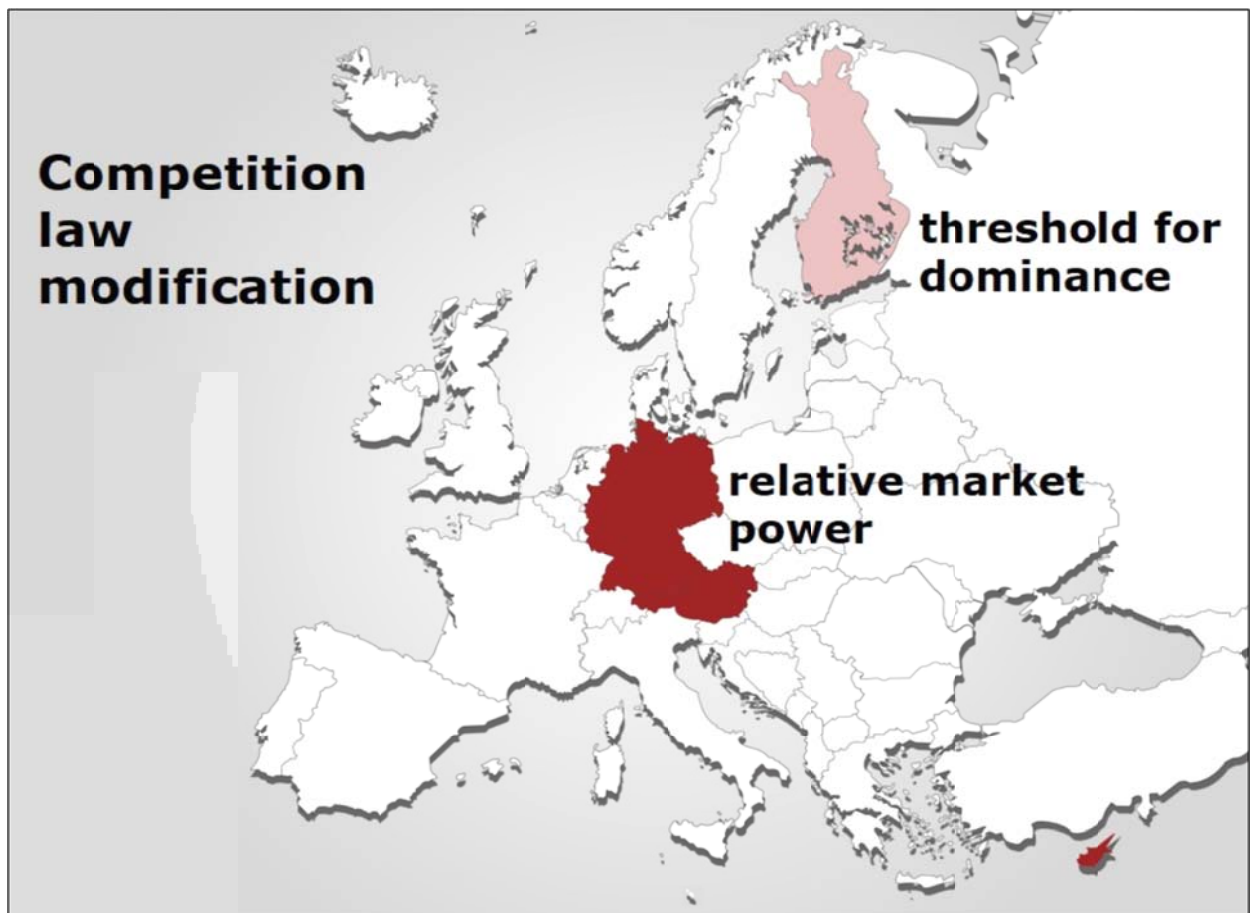 Competition
law
modification
threshold for
dominance
relative market
power